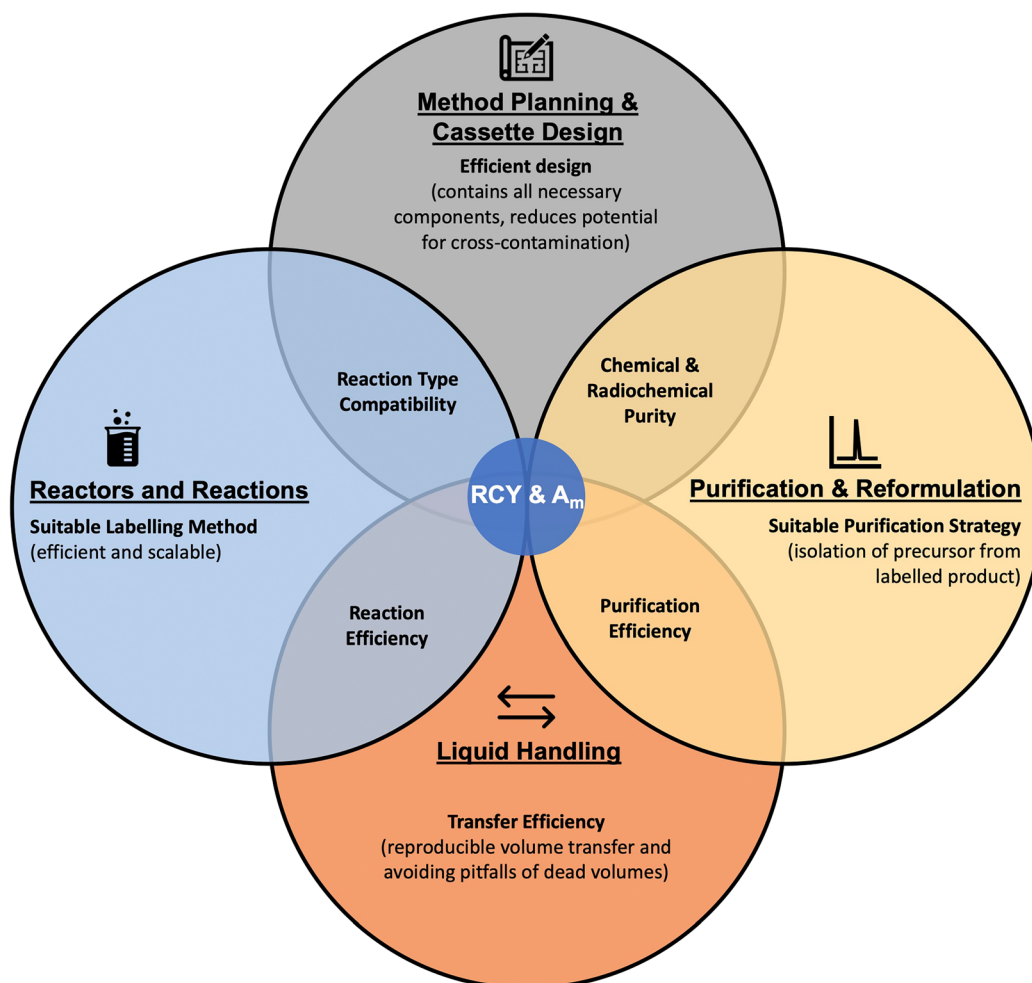 Method Planning &
Cassette Design
Efficient design
(contains all necessary
components, reduces potential
for cross-contamination)
Reaction Type
Compatibility
Chemical &
Radiochemical
Purity
Reactors and Reactions
Suitable Labelling Method
(efficient and scalable)
RCY & Am
Purification & Reformulation
Suitable Purification Strategy
(isolation of precursor from
labelled product)
Reaction
Efficiency
Purification
Efficiency
Liquid Handling
Transfer Efficiency
(reproducible volume transfer and
avoiding pitfalls of dead volumes)